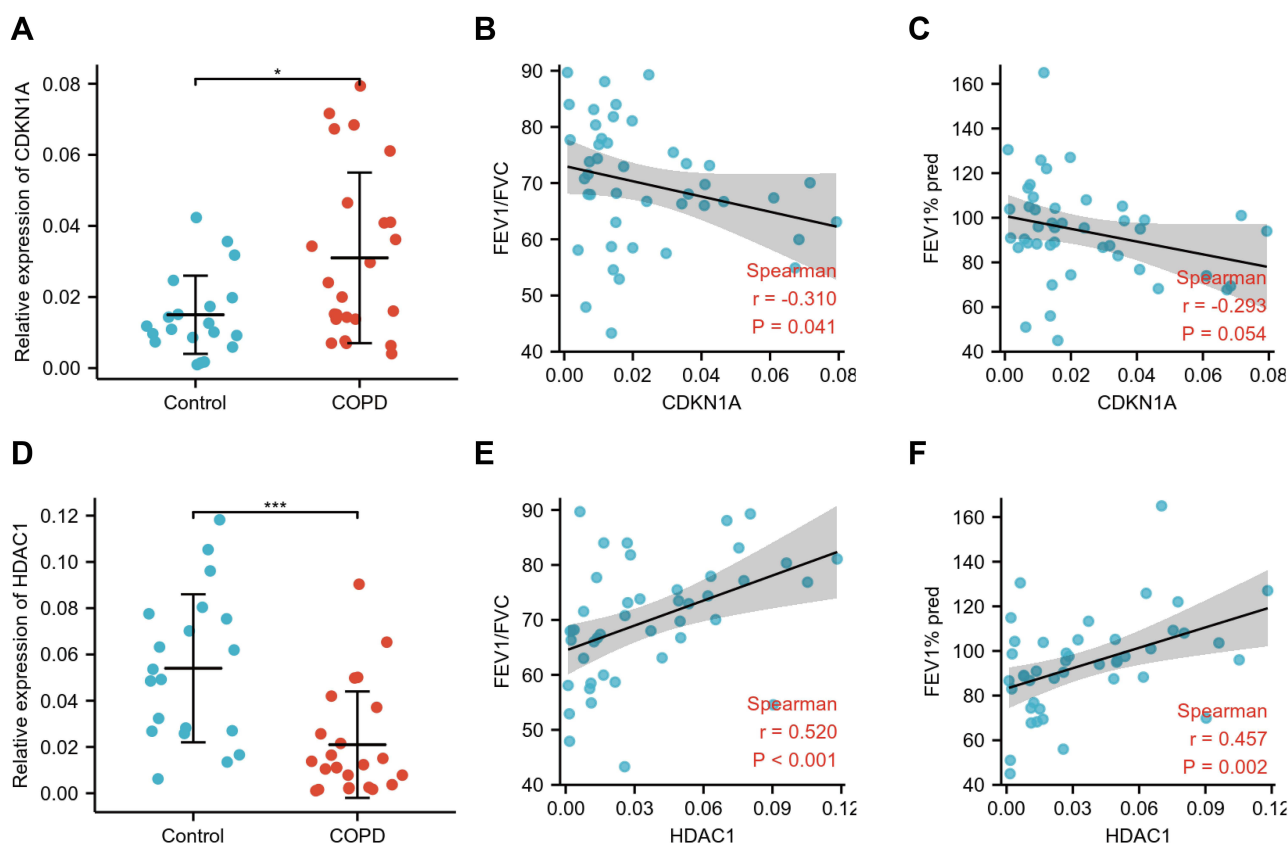 A
Relative expression of CDKN1A
0.08
0.06
0.04
0.02
0.00
*
Control
COPD
B
FEV1/FVC
90
80
70
60
50
40
Spearman
r = -0.310
P = 0.041
0.00
0.02
0.04
0.06
0.08
CDKN1A
C
FEV1% pred
160
140
120
100
80
60
40
Spearman
r = -0.293
P = 0.054
0.00
0.02
0.04
0.06
0.08
CDKN1A
D
Relative expression of HDAC1
0.12
0.10
0.08
0.06
0.04
0.02
0.00
***
Control
COPD
E
FEV1/FVC
90
80
70
60
50
40
Spearman
r = 0.520
P < 0.001
0.00
0.03
0.06
0.09
0.12
HDAC1
F
FEV1% pred
160
140
120
100
80
60
40
Spearman
r = 0.457
P = 0.002
0.00
0.03
0.06
0.09
0.12
HDAC1